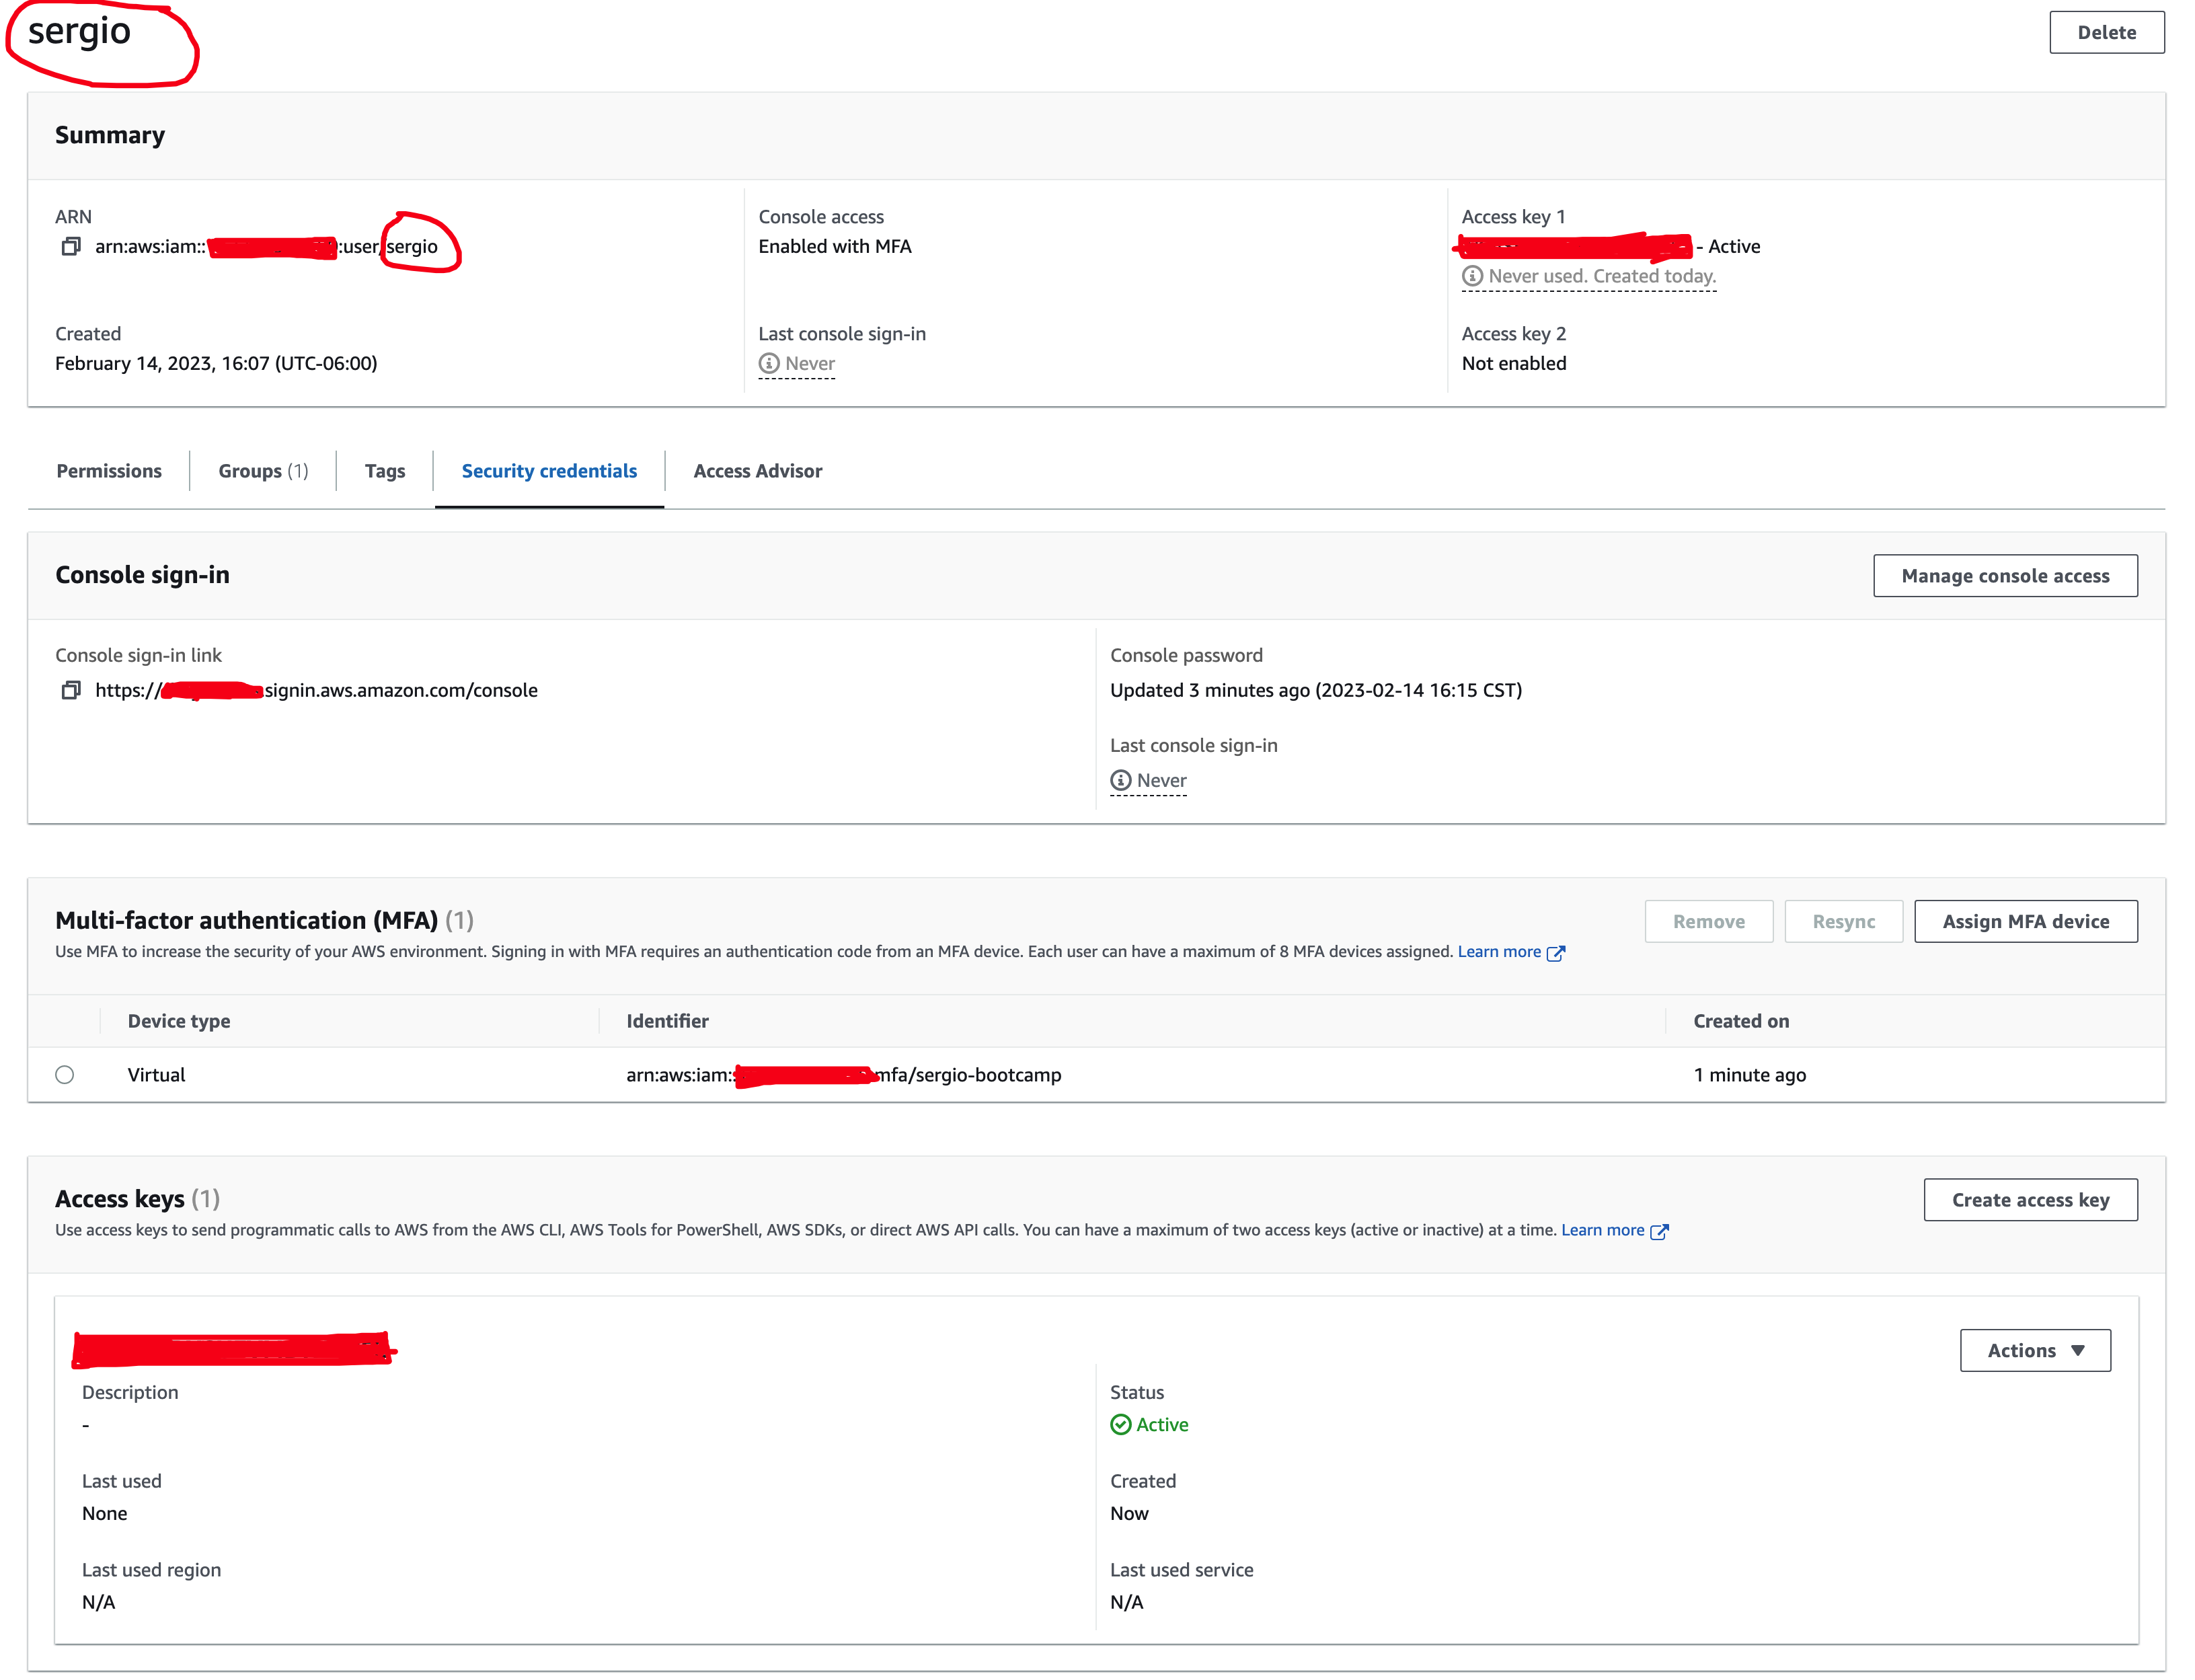 sergio
Delete
Summary
ARN
arn:aws:iam:: :user/sergio
Console access
Enabled with MFA
Access key 1
- Active
Never used. Created today.
Created
February 14, 2023, 16:07 (UTC-06:00)
Last console sign-in
Never
Access key 2
Not enabled
Permissions
Groups (1)
Tags
Security credentials
Access Advisor
Console sign-in
Manage console access
Console sign-in link
https:// signin.aws.amazon.com/console
Console password
Updated 3 minutes ago (2023-02-14 16:15 CST)
Last console sign-in
Never
Multi-factor authentication (MFA) (1)
Remove
Resync
Assign MFA device
Use MFA to increase the security of your AWS environment. Signing in with MFA requires an authentication code from an MFA device. Each user can have a maximum of 8 MFA devices assigned. Learn more
Device type
Identifier
Created on
Virtual
arn:aws:iam: mfa/sergio-bootcamp
1 minute ago
Access keys (1)
Create access key
Use access keys to send programmatic calls to AWS from the AWS CLI, AWS Tools for PowerShell, AWS SDKs, or direct AWS API calls. You can have a maximum of two access keys (active or inactive) at a time. Learn more
Actions
Description
-
Status
Active
Last used
None
Created
Now
Last used region
N/A
Last used service
N/A